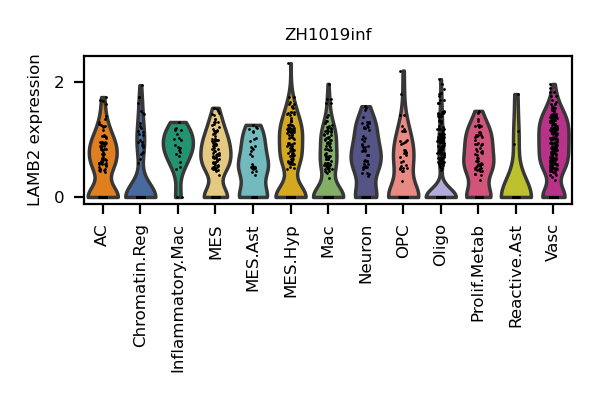 ZH1019inf
LAMB2 expression
2
0
AC
Chromatin.Reg
Inflammatory.Mac
MES
MES.Ast
MES.Hyp
Mac
Neuron
OPC
Oligo
Prolif.Metab
Reactive.Ast
Vasc